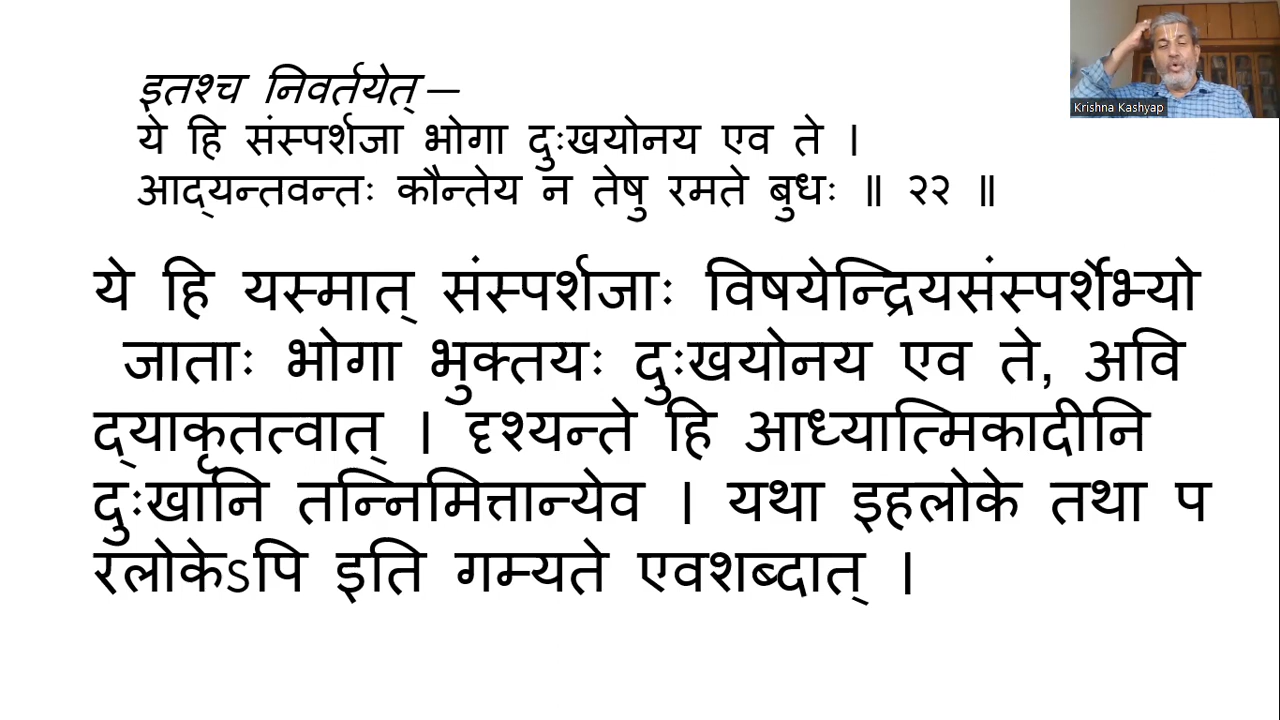 इतश्च निवर्तयेत् —
ये हि संस्पर्शजा भोगा दुःखयोनय एव ते ।
आद्यन्तवन्तः कौन्तेय न तेषु रमते बुधः ॥ २२ ॥
ये हि यस्मात् संस्पर्शजाः विषयेन्द्रियसंस्पर्शेभ्यो
जाताः भोगा भुक्तयः दुःखयोनय एव ते, अवि
द्याकृतत्वात् । दृश्यन्ते हि आध्यात्मिकादीनि
दुःखानि तन्निमित्तान्येव । यथा इहलोके तथा प
रलोकेऽपि इति गम्यते एवशब्दात् ।
Krishna Kashyap